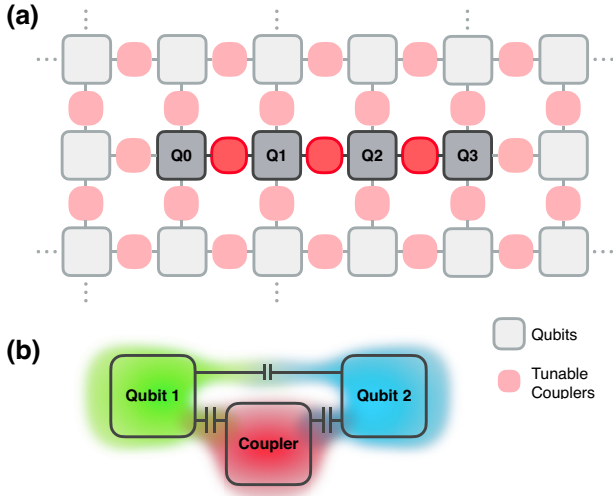 (a)
Q0 Q1 Q2 Q3
Qubits
(b)
Tunable
Couplers
Qubit 1
Qubit 2
Coupler